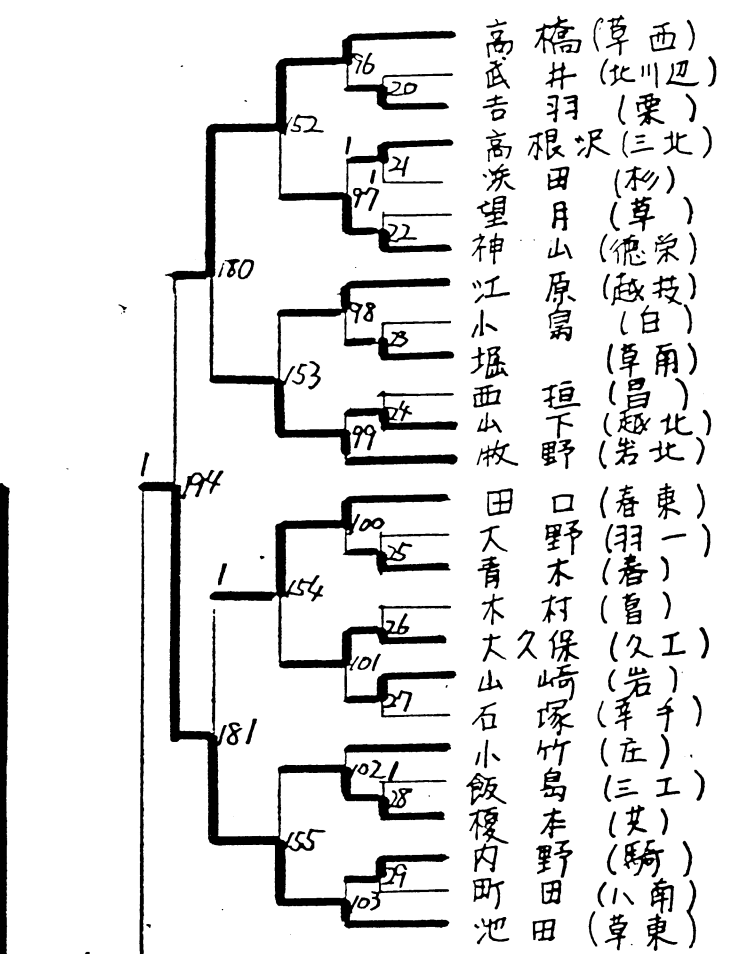 高橋(草西)
96
武井(北川辺)
20
吉羽(栗)
152
高根沢(三北)
1
21
浜田(杉)
1
97
望月(草)
22
神山(徳栄)
180
江原(越技)
98
小島(白)
23
堀(草南)
153
西垣(昌)
24
山下(越北)
99
牧野(岩北)
1
194
田口(春東)
100
大野(羽一)
25
青木(春)
1
154
木村(昌)
26
大久保(久工)
101
山崎(岩)
27
石塚(幸手)
181
小竹(庄)
102
1
飯島(三工)
28
榎本(共)
155
内野(騎)
29
町田(八南)
103
池田(草東)